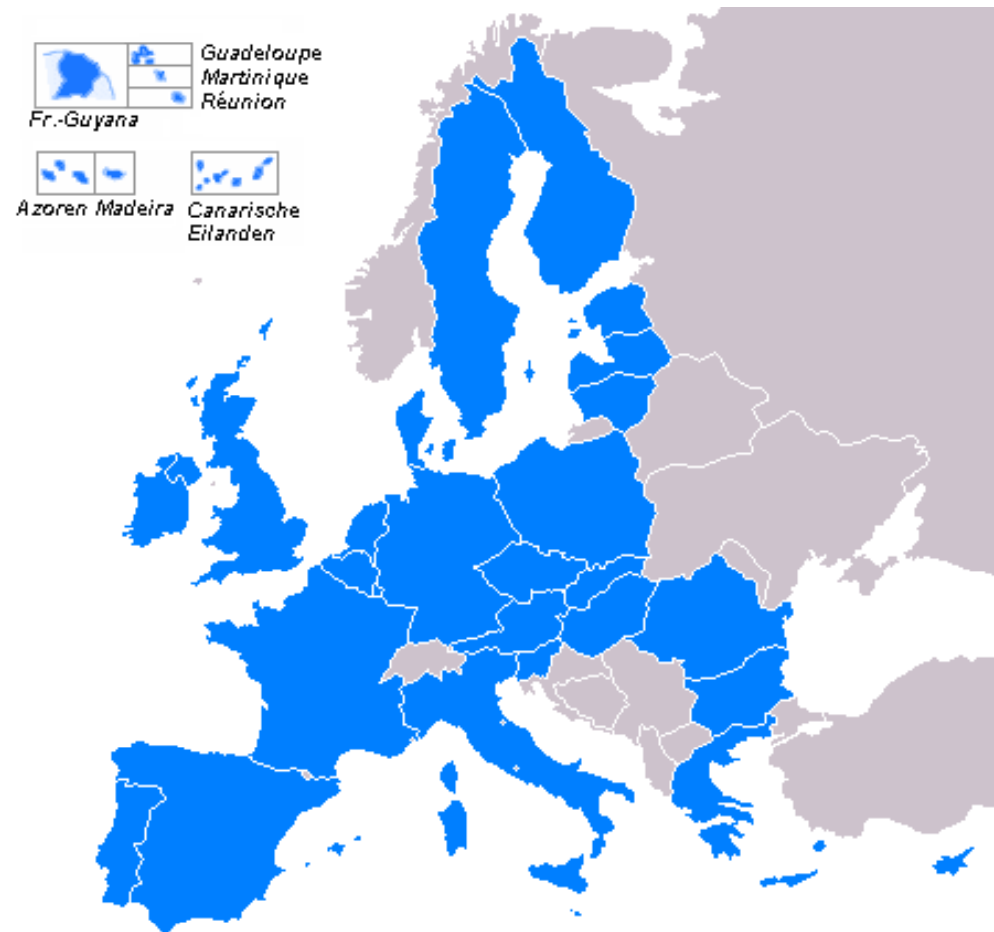 Guadeloupe
Martinique
Réunion
Fr.-Guyana
Azoren Madeira
Canarische
Eilanden